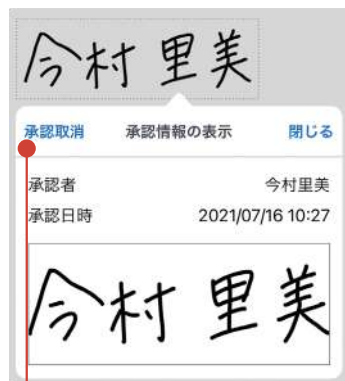 今村 里美
承認取消 承認情報の表示 閉じる
承認者 今村里美
承認日時 2021/07/16 10:27
今村 里美